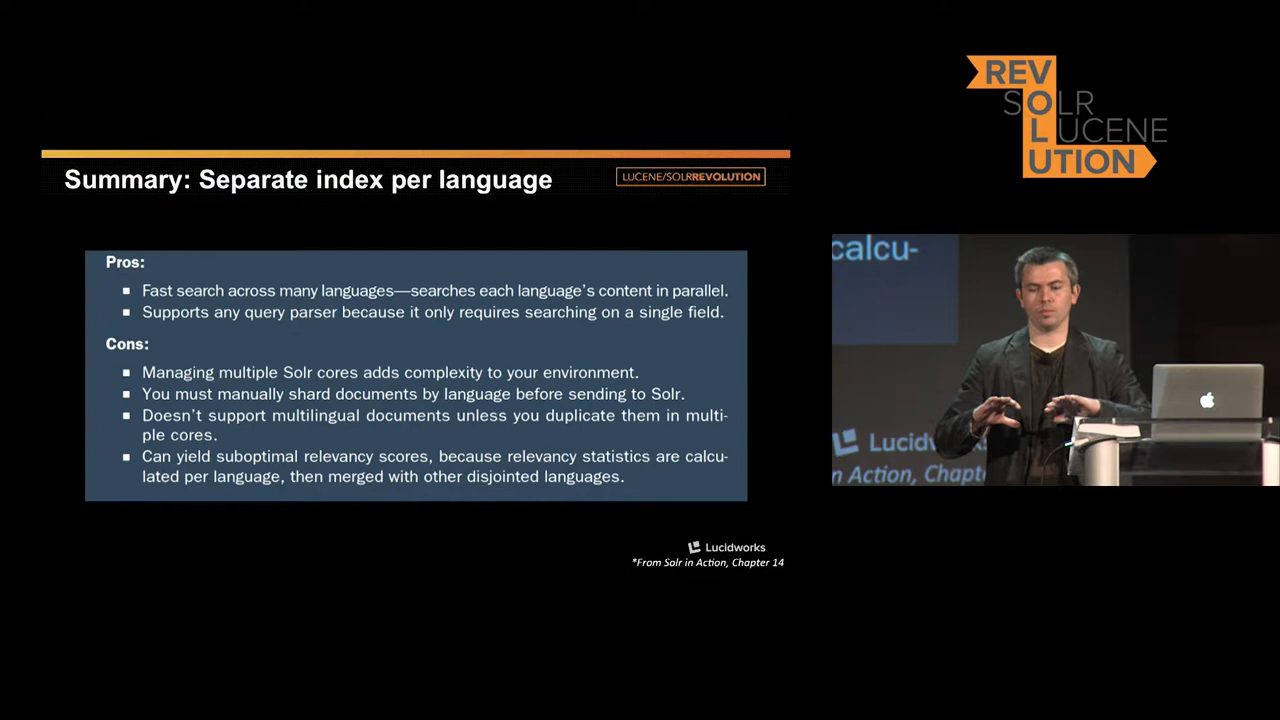 Summary: Separate index per language
LUCENE/SOLRREVOLUTION
Pros:
▪ Fast search across many languages—searches each language's content in parallel.
▪ Supports any query parser because it only requires searching on a single field.
Cons:
▪ Managing multiple Solr cores adds complexity to your environment.
▪ You must manually shard documents by language before sending to Solr.
▪ Doesn't support multilingual documents unless you duplicate them in multi-
ple cores.
▪ Can yield suboptimal relevancy scores, because relevancy statistics are calcu-
lated per language, then merged with other disjointed languages.
Lucidworks
*From Solr in Action, Chapter 14
REVOLUTION
SOLR
LUCENE
calcu-
Lucidworks
n Action, Chapte